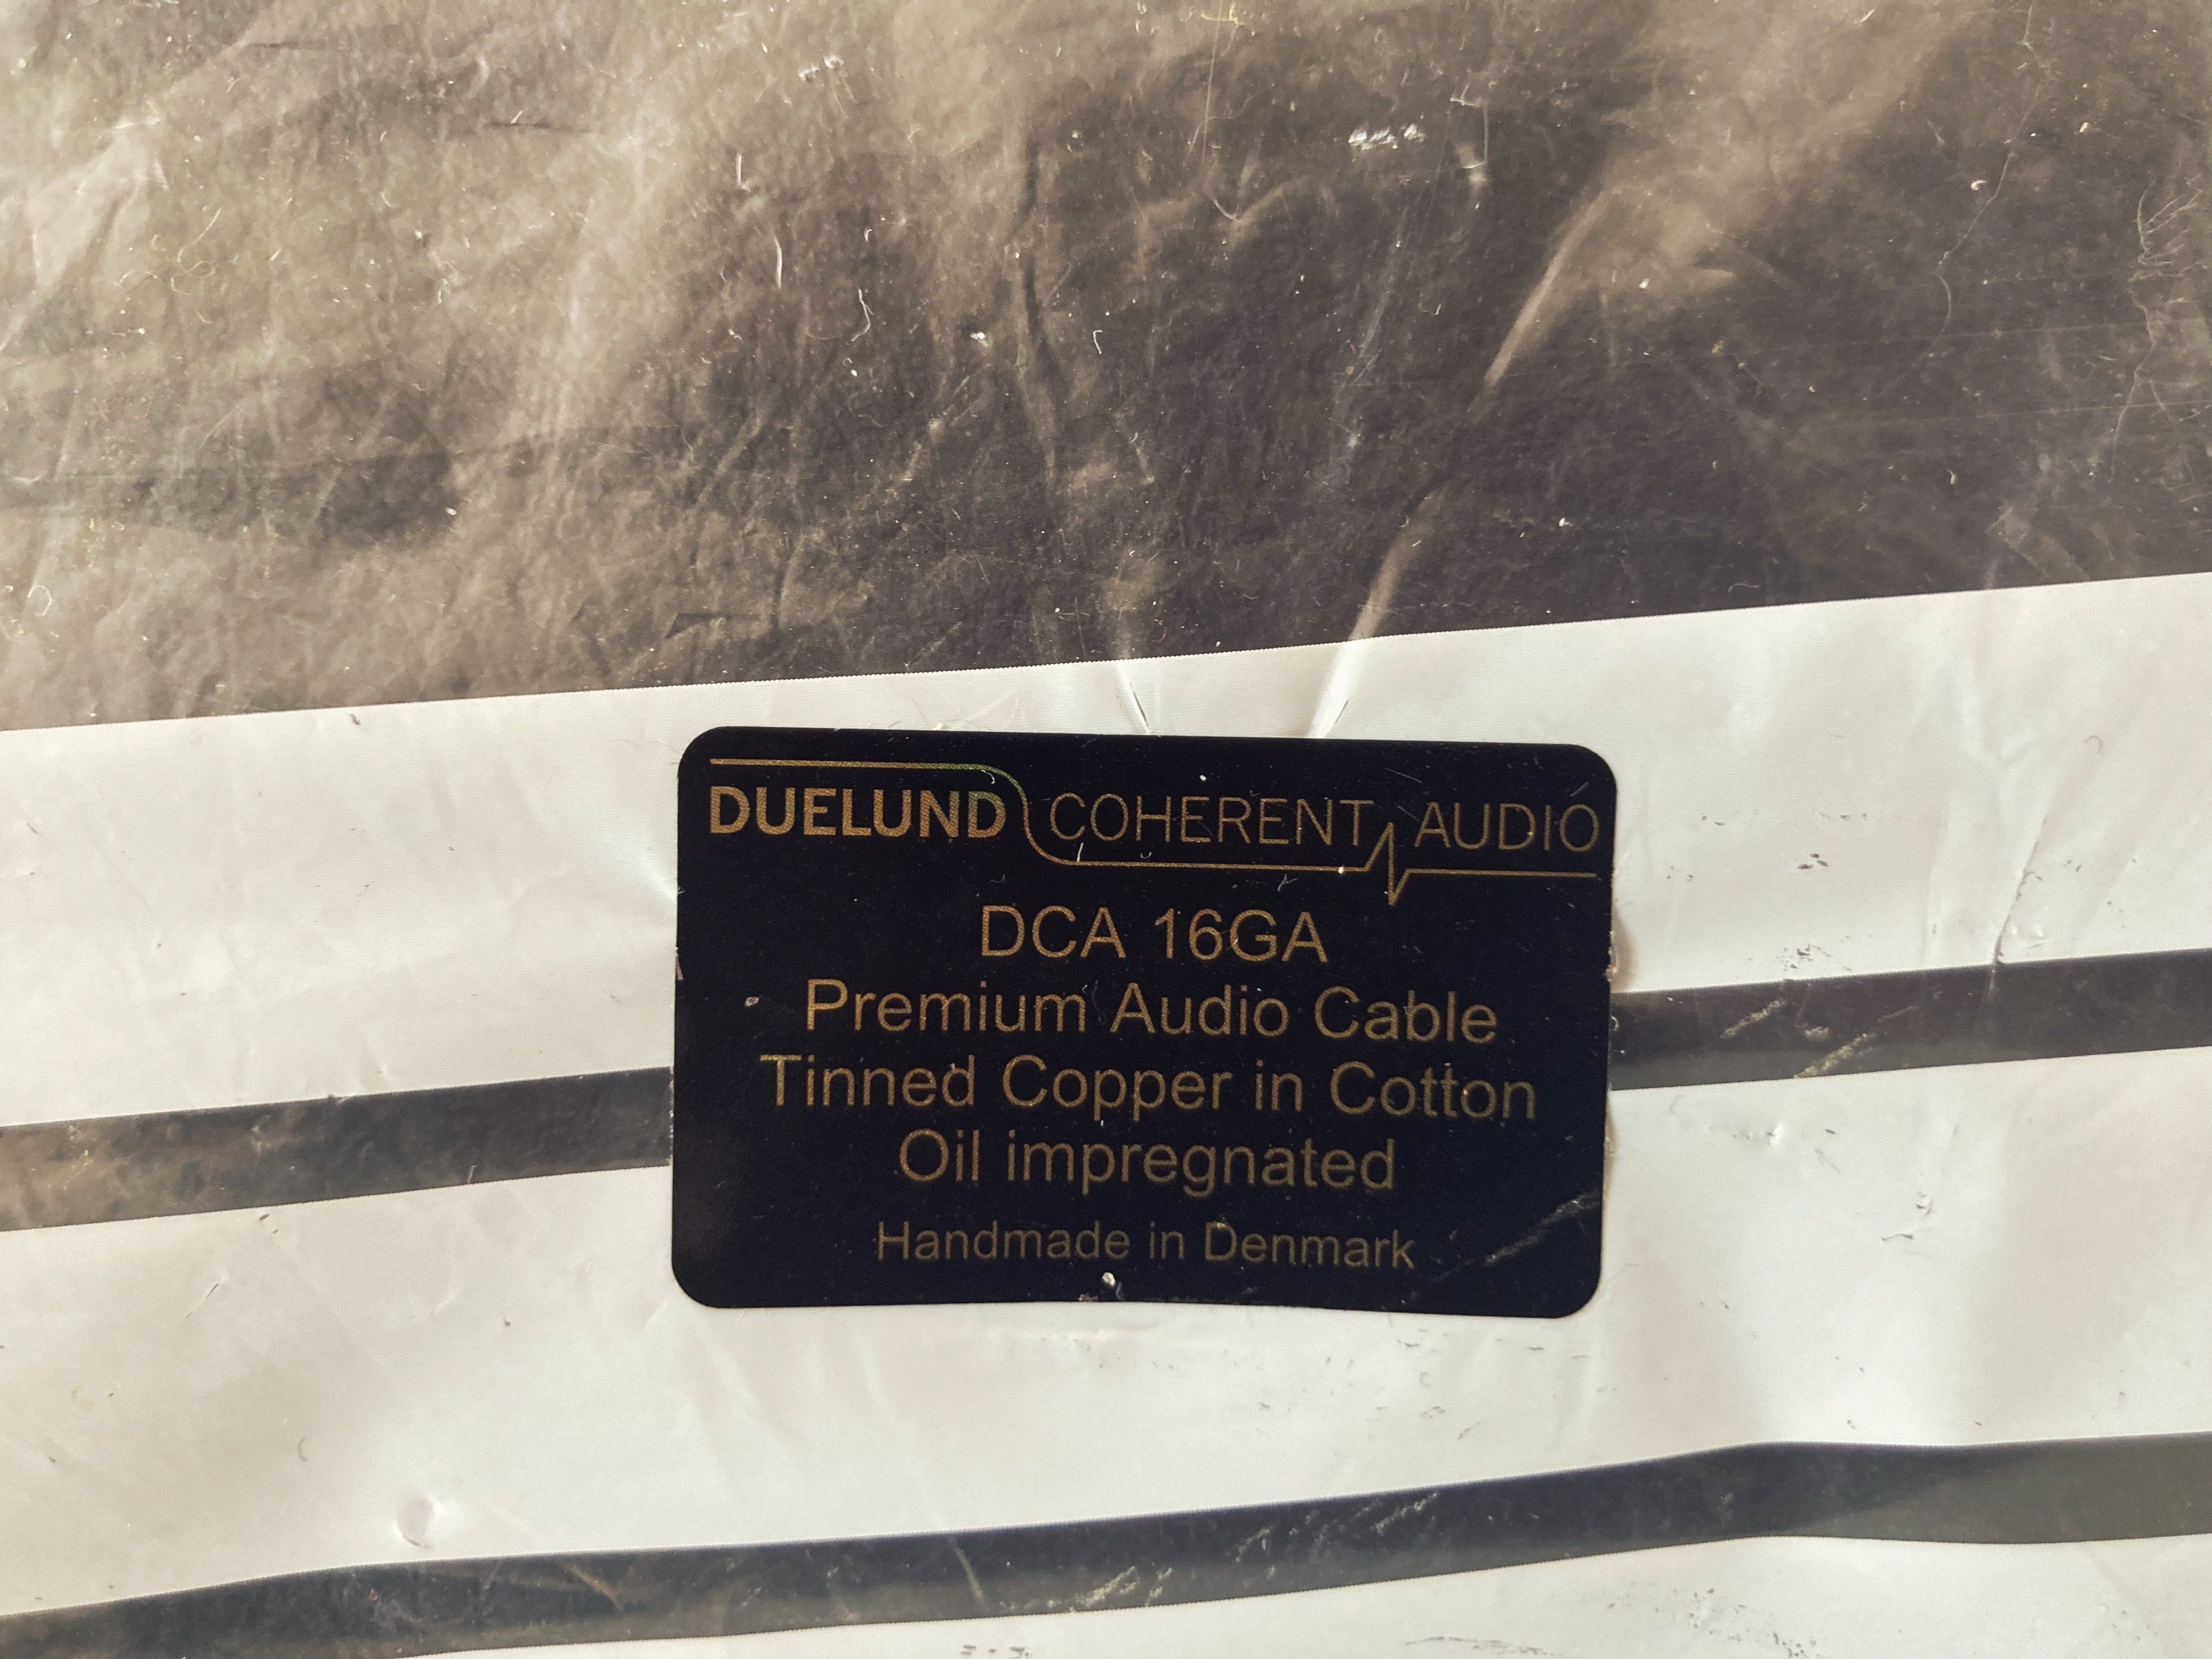 DUELUND COHERENT AUDIO
DCA 16GA
Premium Audio Cable
Tinned Copper in Cotton
Oil impregnated
Handmade in Denmark